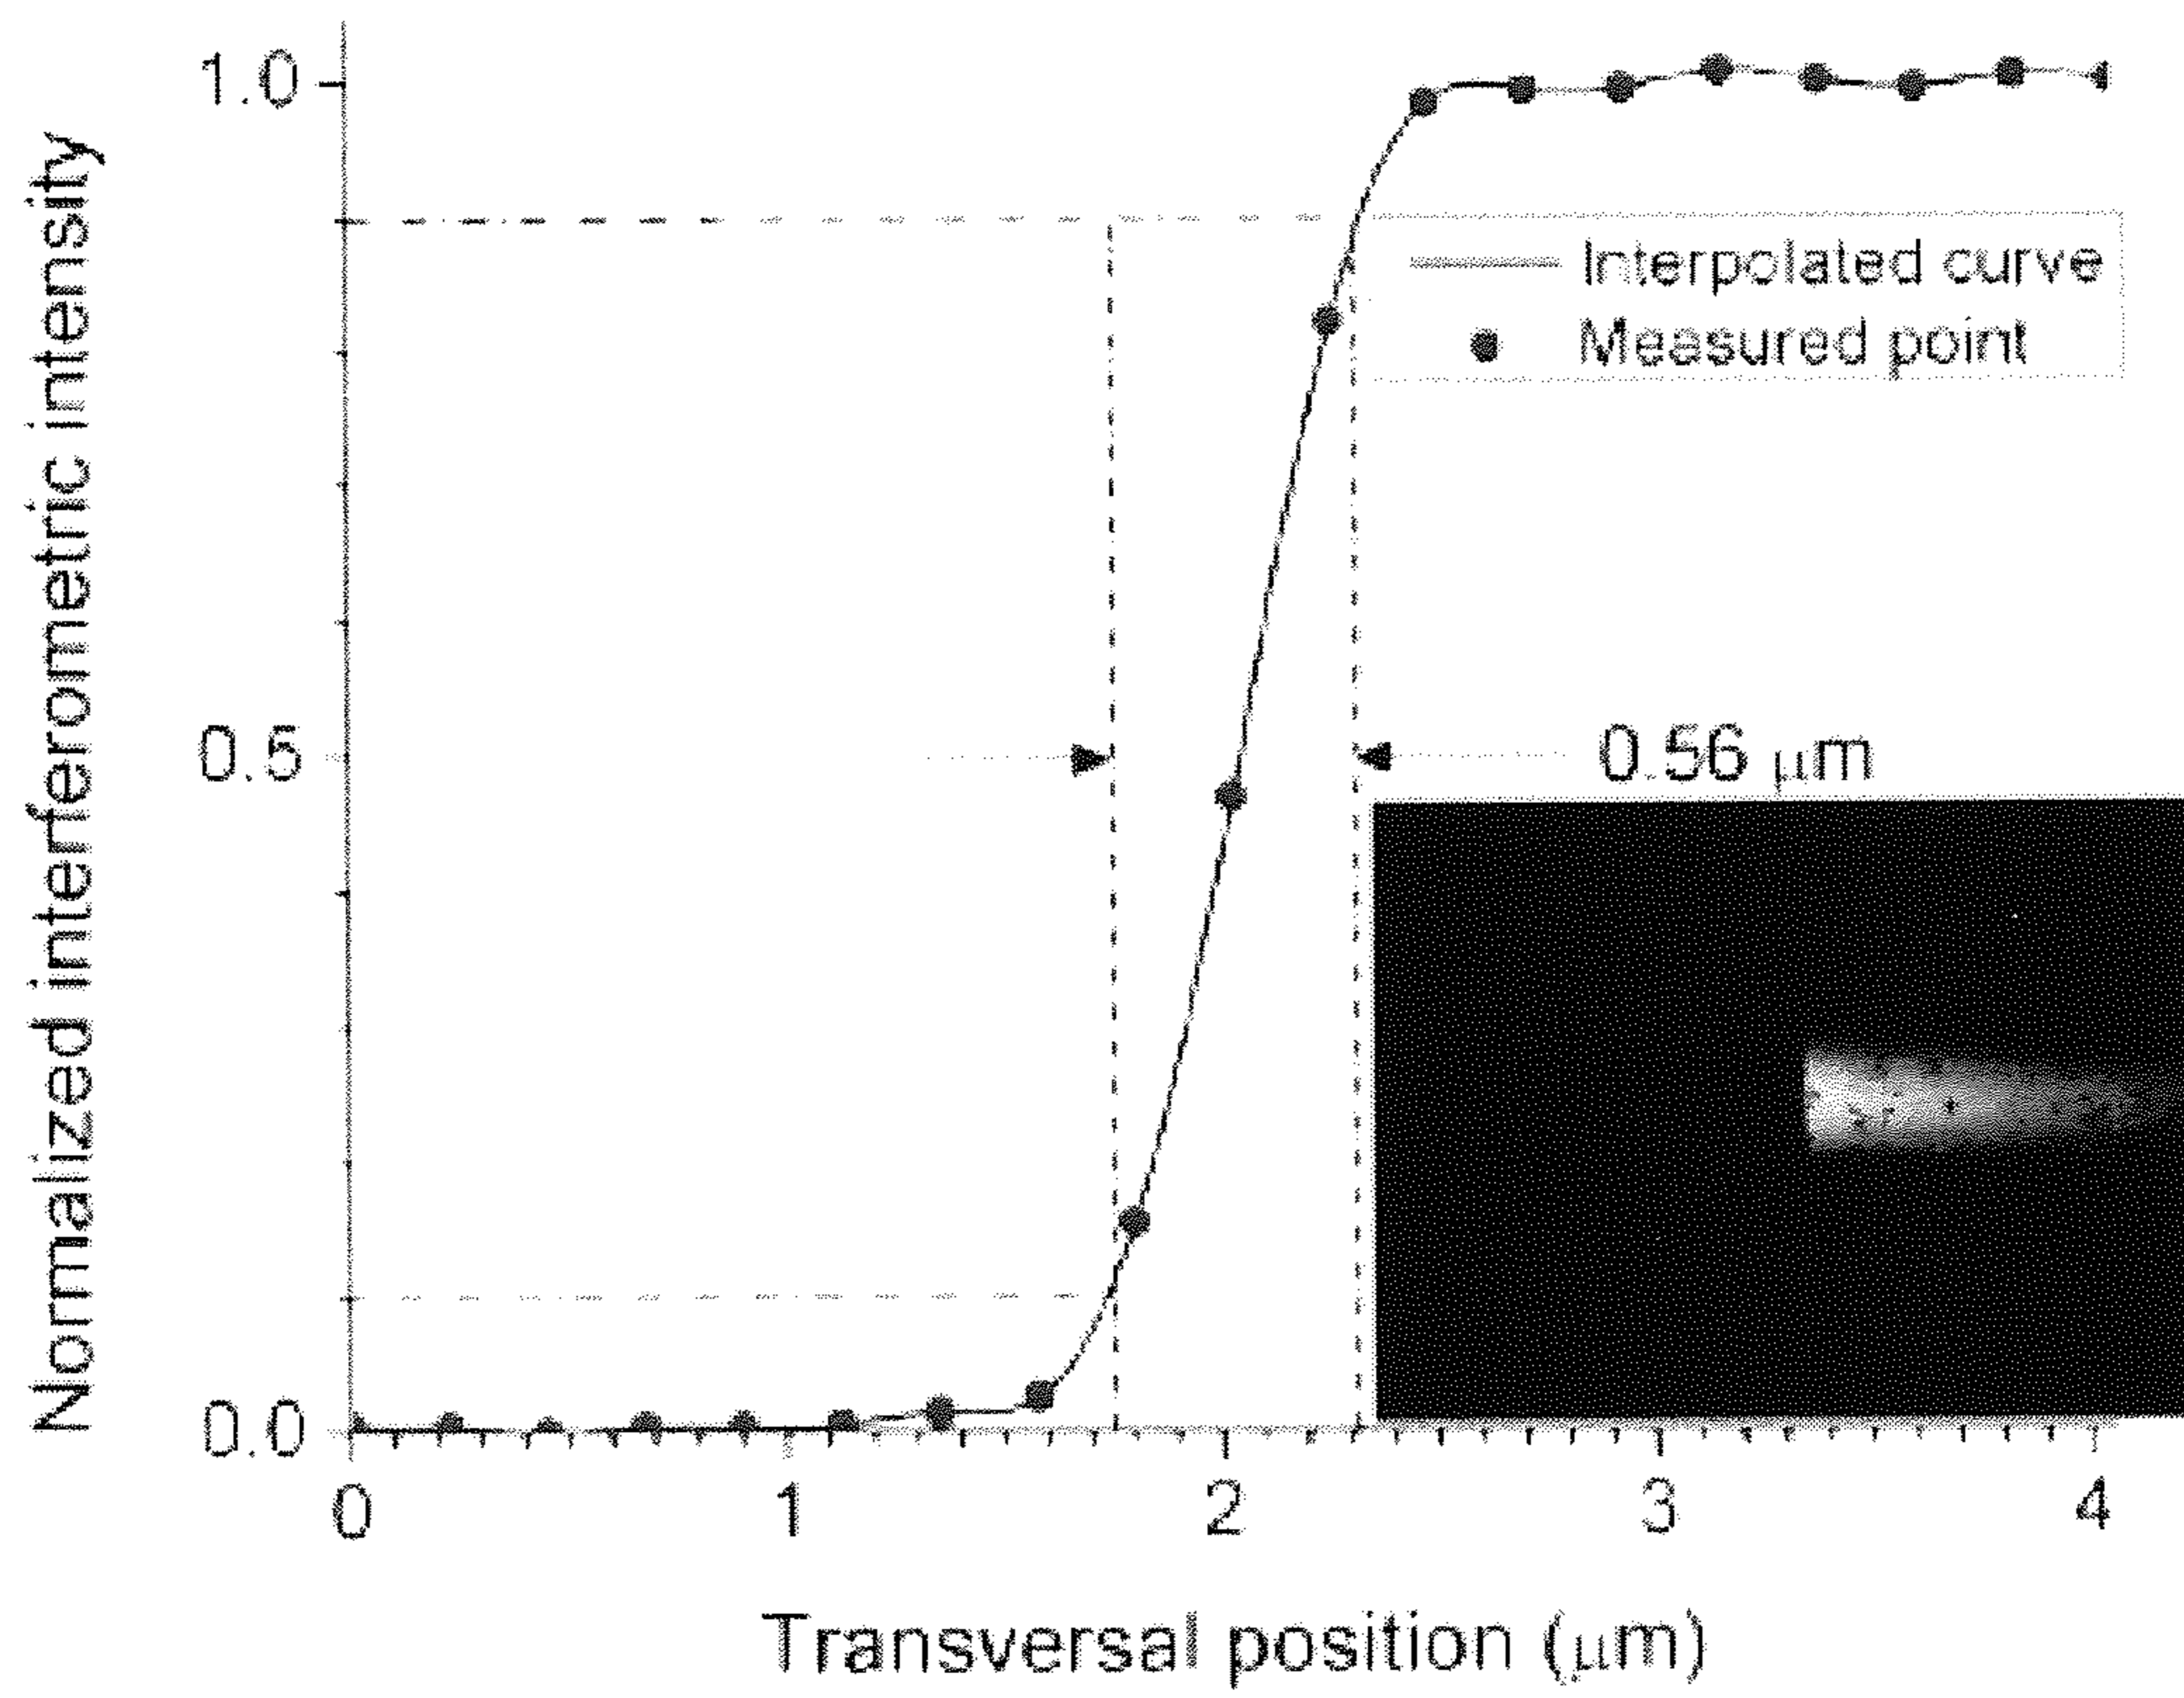 Normalized interferometric intensity
1.0
0.5
0.0
Interpolated curve
Measured point
0.56 μm
0 1 2 3 4
Transversal position (μm)